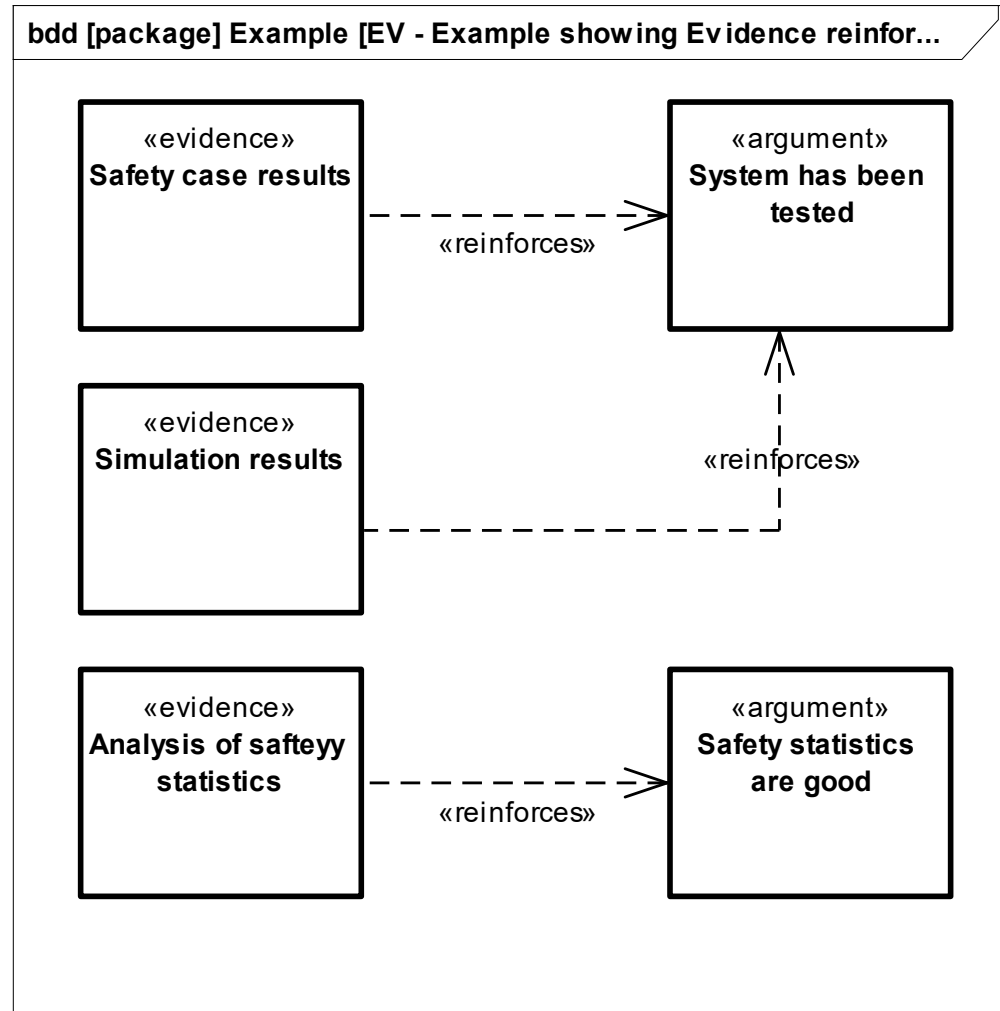 bdd [package] Example [EV - Example showing Evidence reinfor...
«evidence»
Safety case results
«argument»
System has been
tested
«reinforces»
«evidence»
Simulation results
«reinforces»
«evidence»
Analysis of safteyy
statistics
«argument»
Safety statistics
are good
«reinforces»